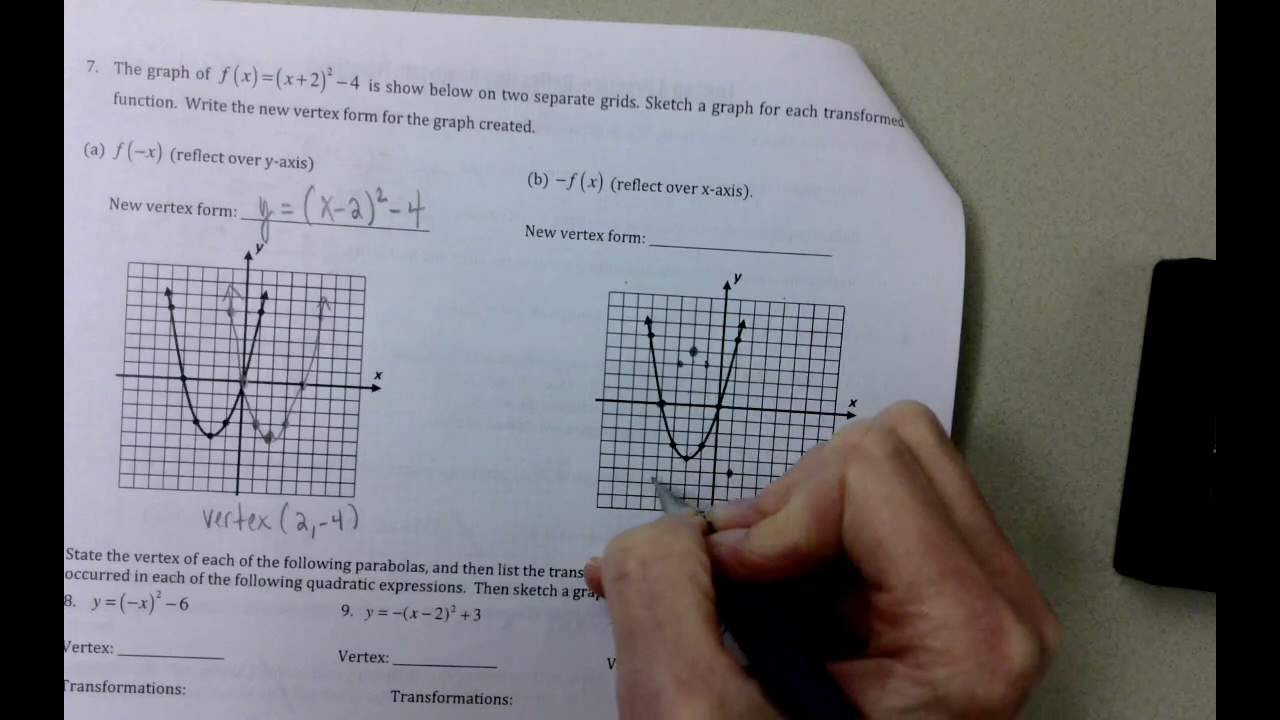 7. The graph of f(x)=(x+2)²−4 is show below on two separate grids. Sketch a graph for each transformed
function. Write the new vertex form for the graph created.
(a) f(−x) (reflect over y-axis)
New vertex form: y = (x-2)²-4
(b) −f(x) (reflect over x-axis).
New vertex form:
y
x
y
x
vertex (2,-4)
State the vertex of each of the following parabolas, and then list the trans
occurred in each of the following quadratic expressions. Then sketch a gra
8. y=(−x)²−6
9. y=−(x−2)²+3
Vertex:
Vertex:
V
Transformations:
Transformations: